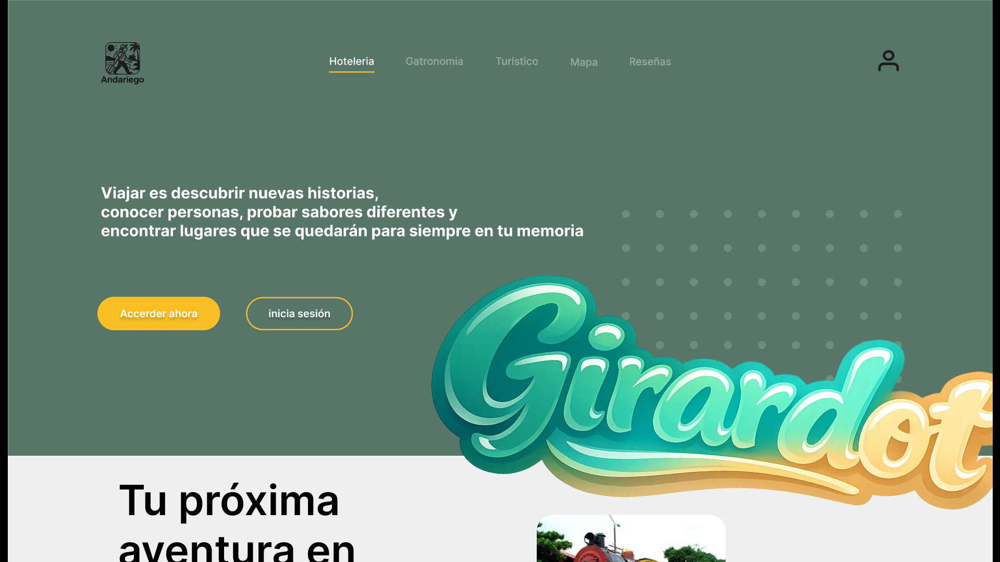 Andariego
Hoteleria
Gatronomia
Turistico
Mapa
Reseñas
Viajar es descubrir nuevas historias,
conocer personas, probar sabores diferentes y
encontrar lugares que se quedarán para siempre en tu memoria
Accerder ahora
inicia sesión
Girardot
Tu próxima
aventura en